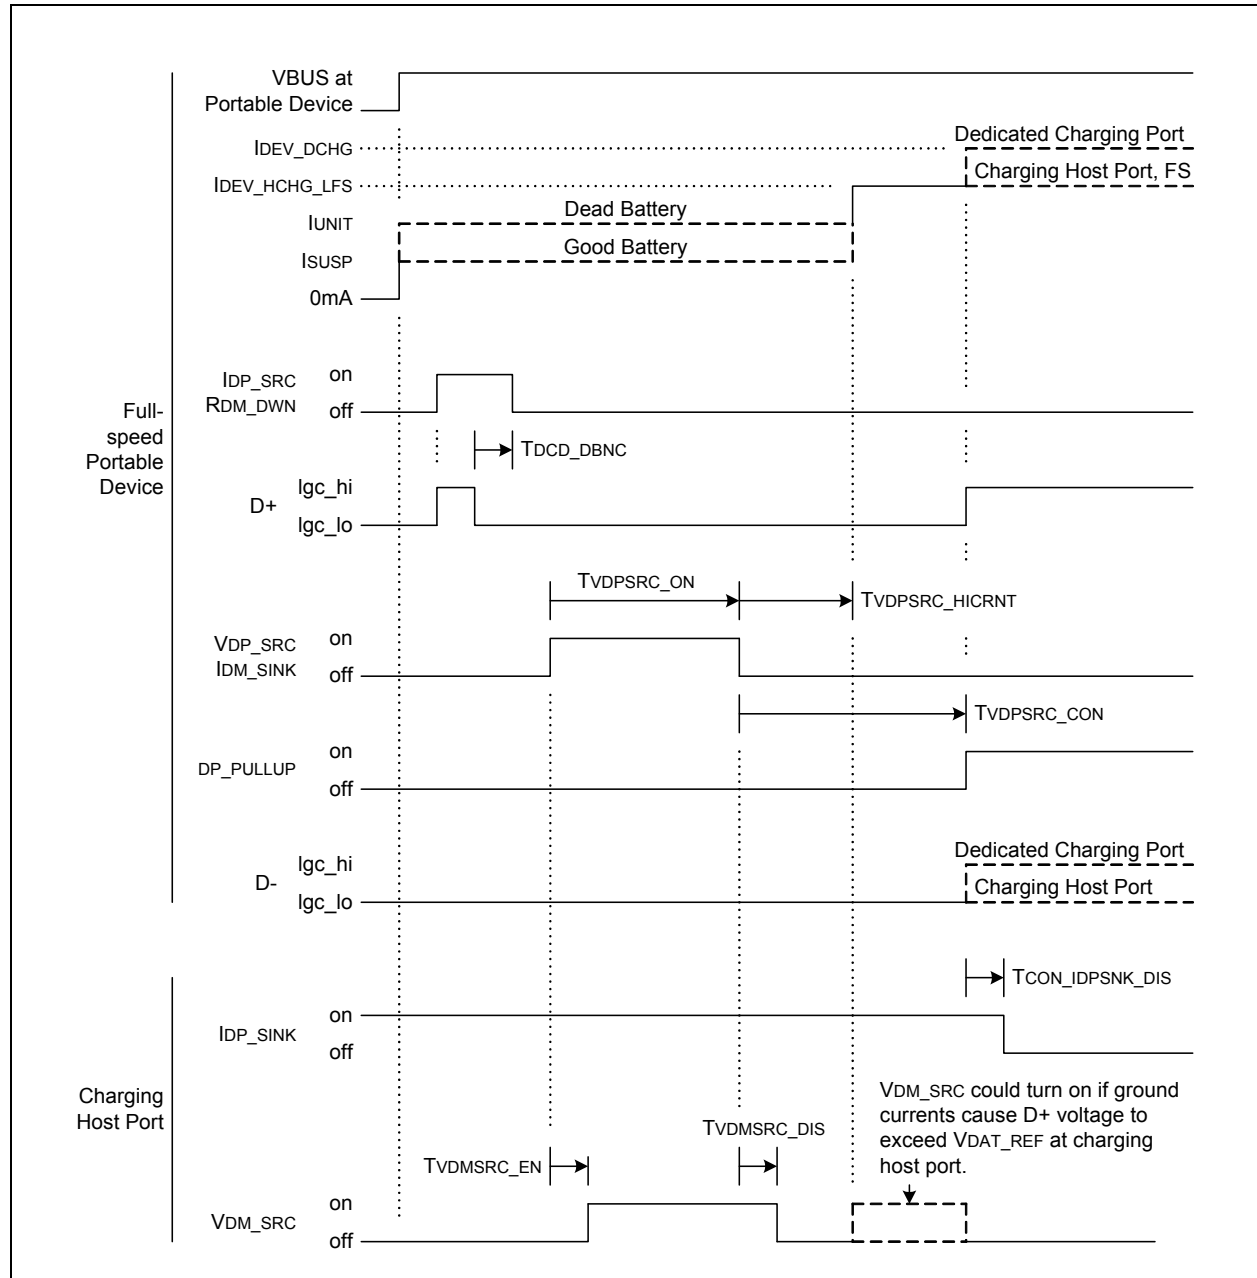 VBUS at
Portable Device
IDEV_DCHG
Dedicated Charging Port
IDEV_HCHG_LFS
Charging Host Port, FS
IUNIT
Dead Battery
ISUSP
Good Battery
0mA
IDP_SRC
RDM_DWN
on
off
TDCD_DBNC
Full-
speed
Portable
Device
D+
lgc_hi
lgc_lo
TVDPSRC_ON
TVDPSRC_HICRNT
VDP_SRC
IDM_SINK
on
off
TVDPSRC_CON
DP_PULLUP
on
off
D-
lgc_hi
lgc_lo
Dedicated Charging Port
Charging Host Port
TCON_IDPSNK_DIS
IDP_SINK
on
off
Charging
Host Port
VDM_SRC could turn on if ground
currents cause D+ voltage to
exceed VDAT_REF at charging
host port.
TVDMSRC_DIS
TVDMSRC_EN
VDM_SRC
on
off